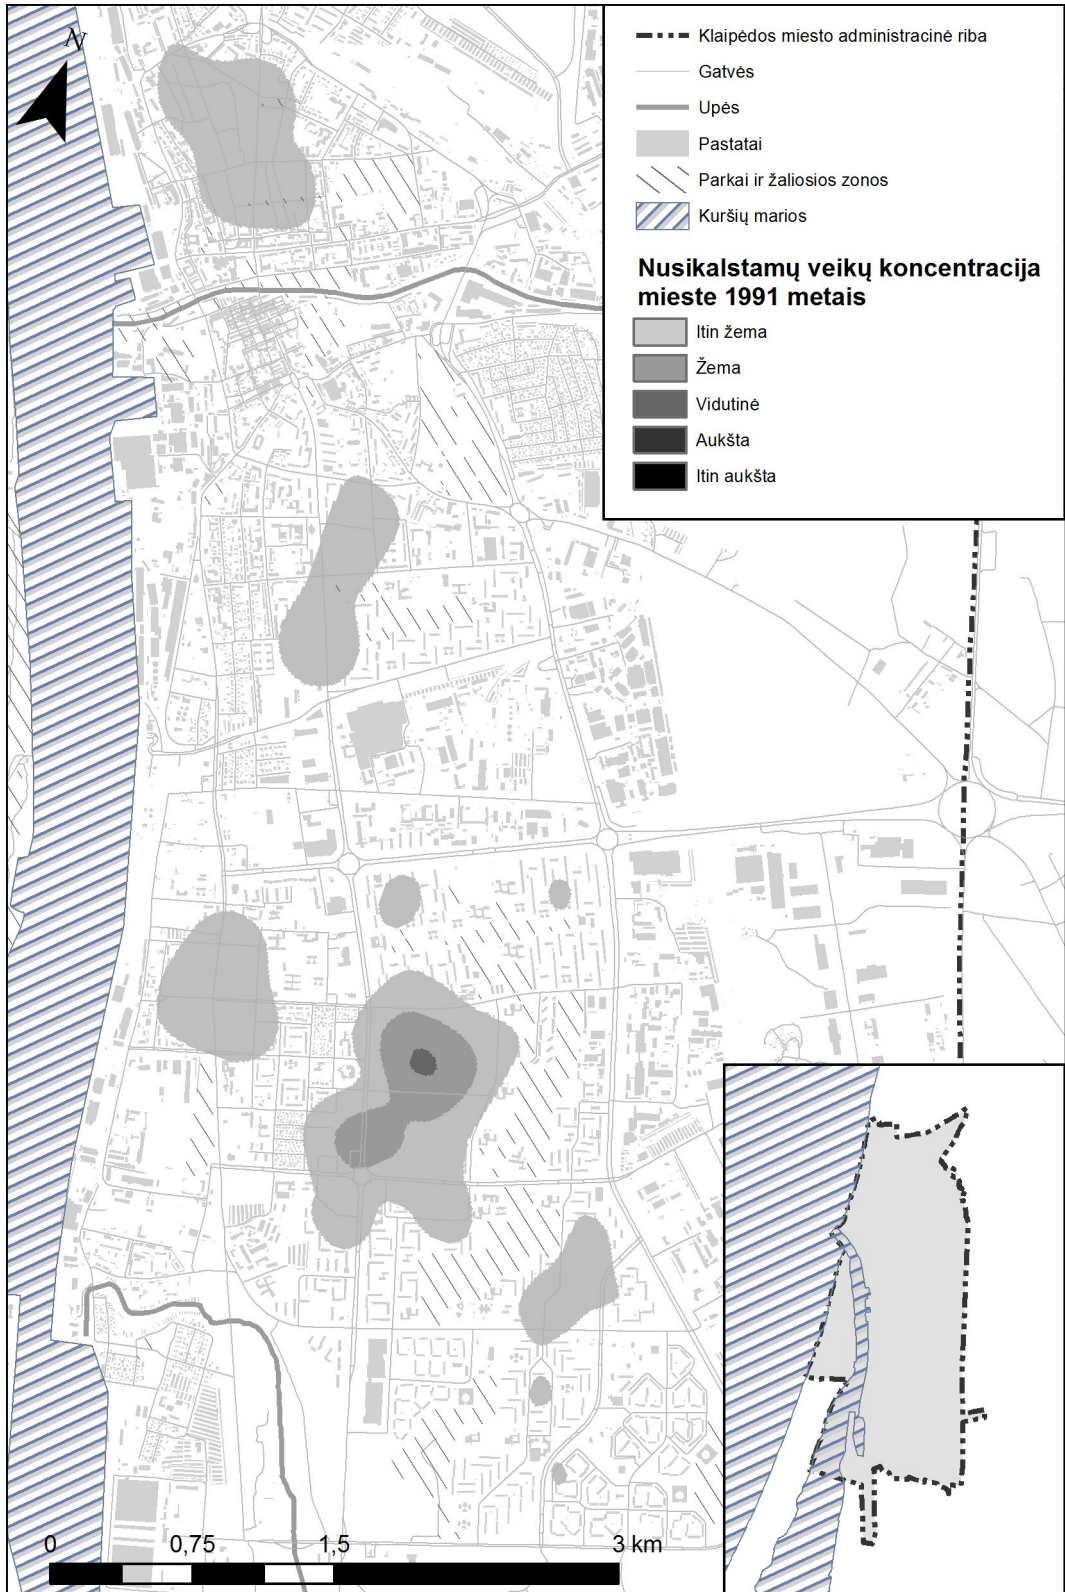 N
Klaipėdos miesto administracinė riba
Gatvės
Upės
Pastatai
Parkai ir žaliosios zonos
Kuršių marios
Nusikalstamų veikų koncentracija
mieste 1991 metais
Itin žema
Žema
Vidutinė
Aukšta
Itin aukšta
0 0,75 1,5 3 km